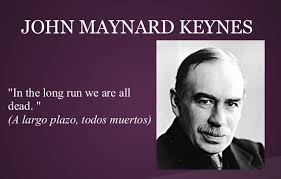 JOHN MAYNARD KEYNES
"In the long run we are all
dead. "
(A largo plazo, todos muertos)